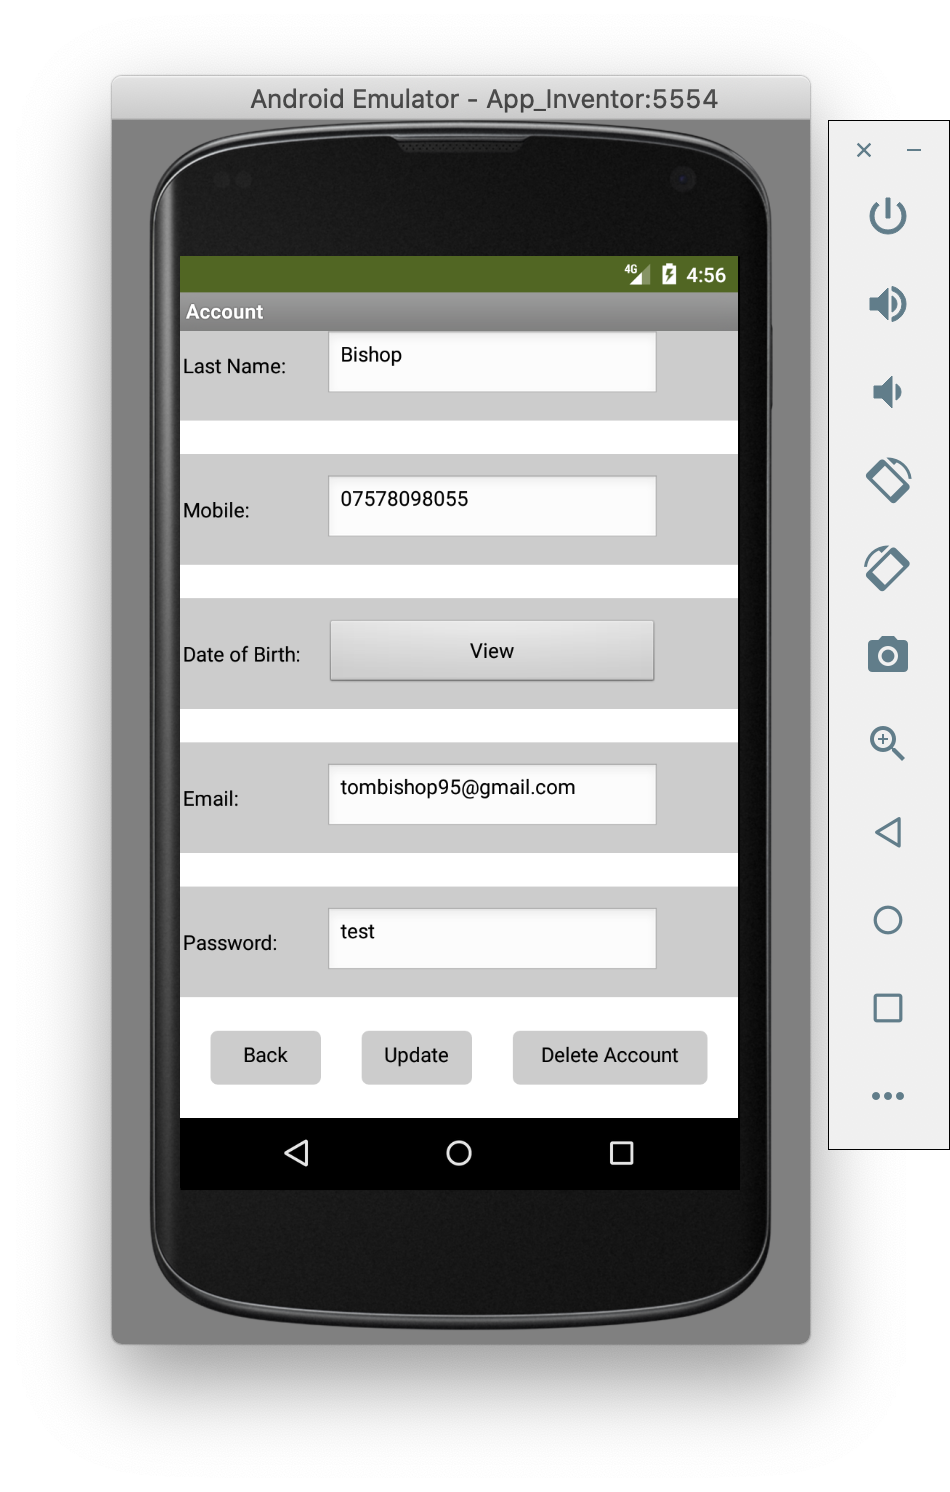 Android Emulator - App_Inventor:5554
4G 4:56
Account
Last Name: Bishop
Mobile: 07578098055
Date of Birth: View
Email: tombishop95@gmail.com
Password: test
Back Update Delete Account